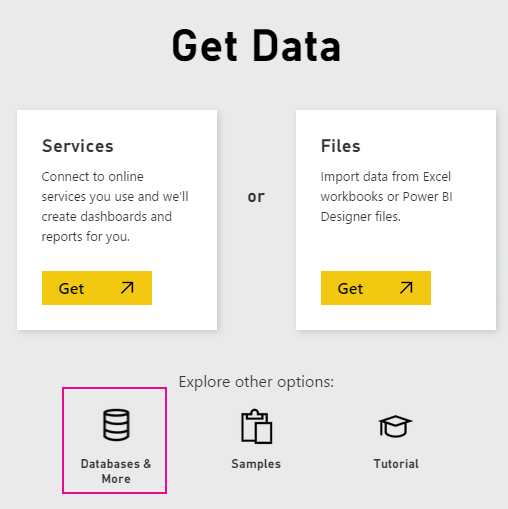 Get Data
Services
Connect to online
services you use and we'll
create dashboards and
reports for you.
Get
or
Files
Import data from Excel
workbooks or Power BI
Designer files.
Get
Explore other options:
Databases &
More
Samples
Tutorial